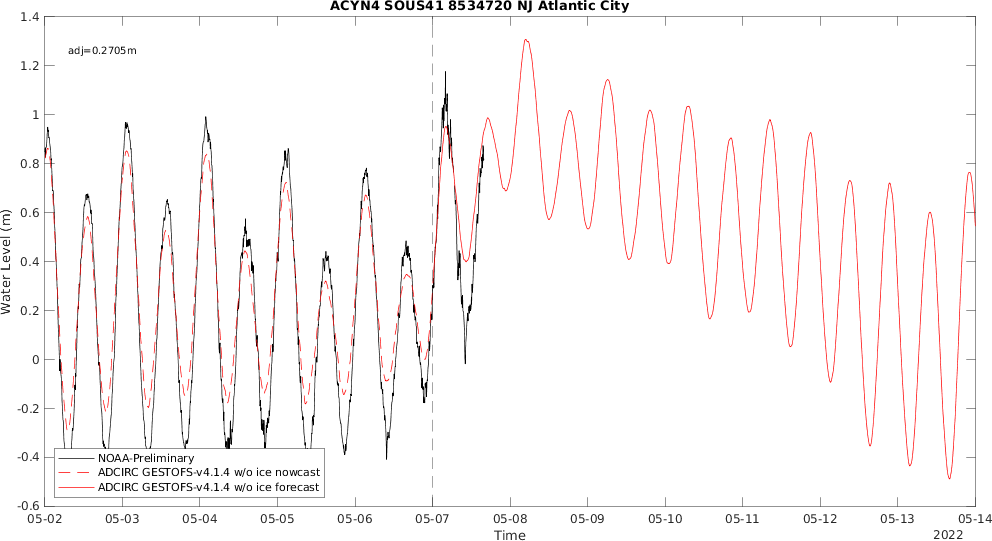 ACYN4 SOUS41 8534720 NJ Atlantic City
adj=0.2705m
Water Level (m)
1.4
1.2
1
0.8
0.6
0.4
0.2
0
-0.2
-0.4
-0.6
NOAA-Preliminary
ADCIRC GESTOFS-v4.1.4 w/o ice nowcast
ADCIRC GESTOFS-v4.1.4 w/o ice forecast
05-02 05-03 05-04 05-05 05-06 05-07 05-08 05-09 05-10 05-11 05-12 05-13 05-14
Time
2022